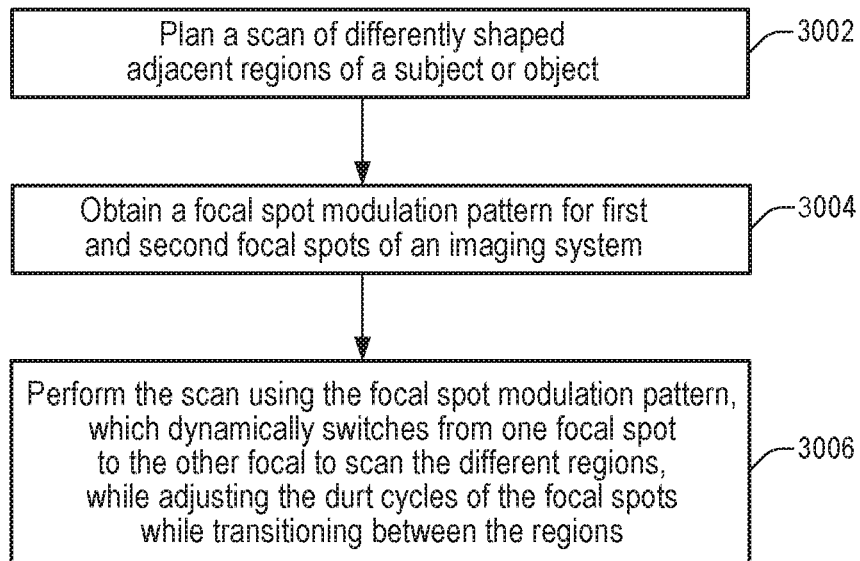 Plan a scan of differently shaped
adjacent regions of a subject or object
3002
Obtain a focal spot modulation pattern for first
and second focal spots of an imaging system
3004
Perform the scan using the focal spot modulation pattern,
which dynamically switches from one focal spot
to the other focal to scan the different regions,
while adjusting the durt cycles of the focal spots
while transitioning between the regions
3006